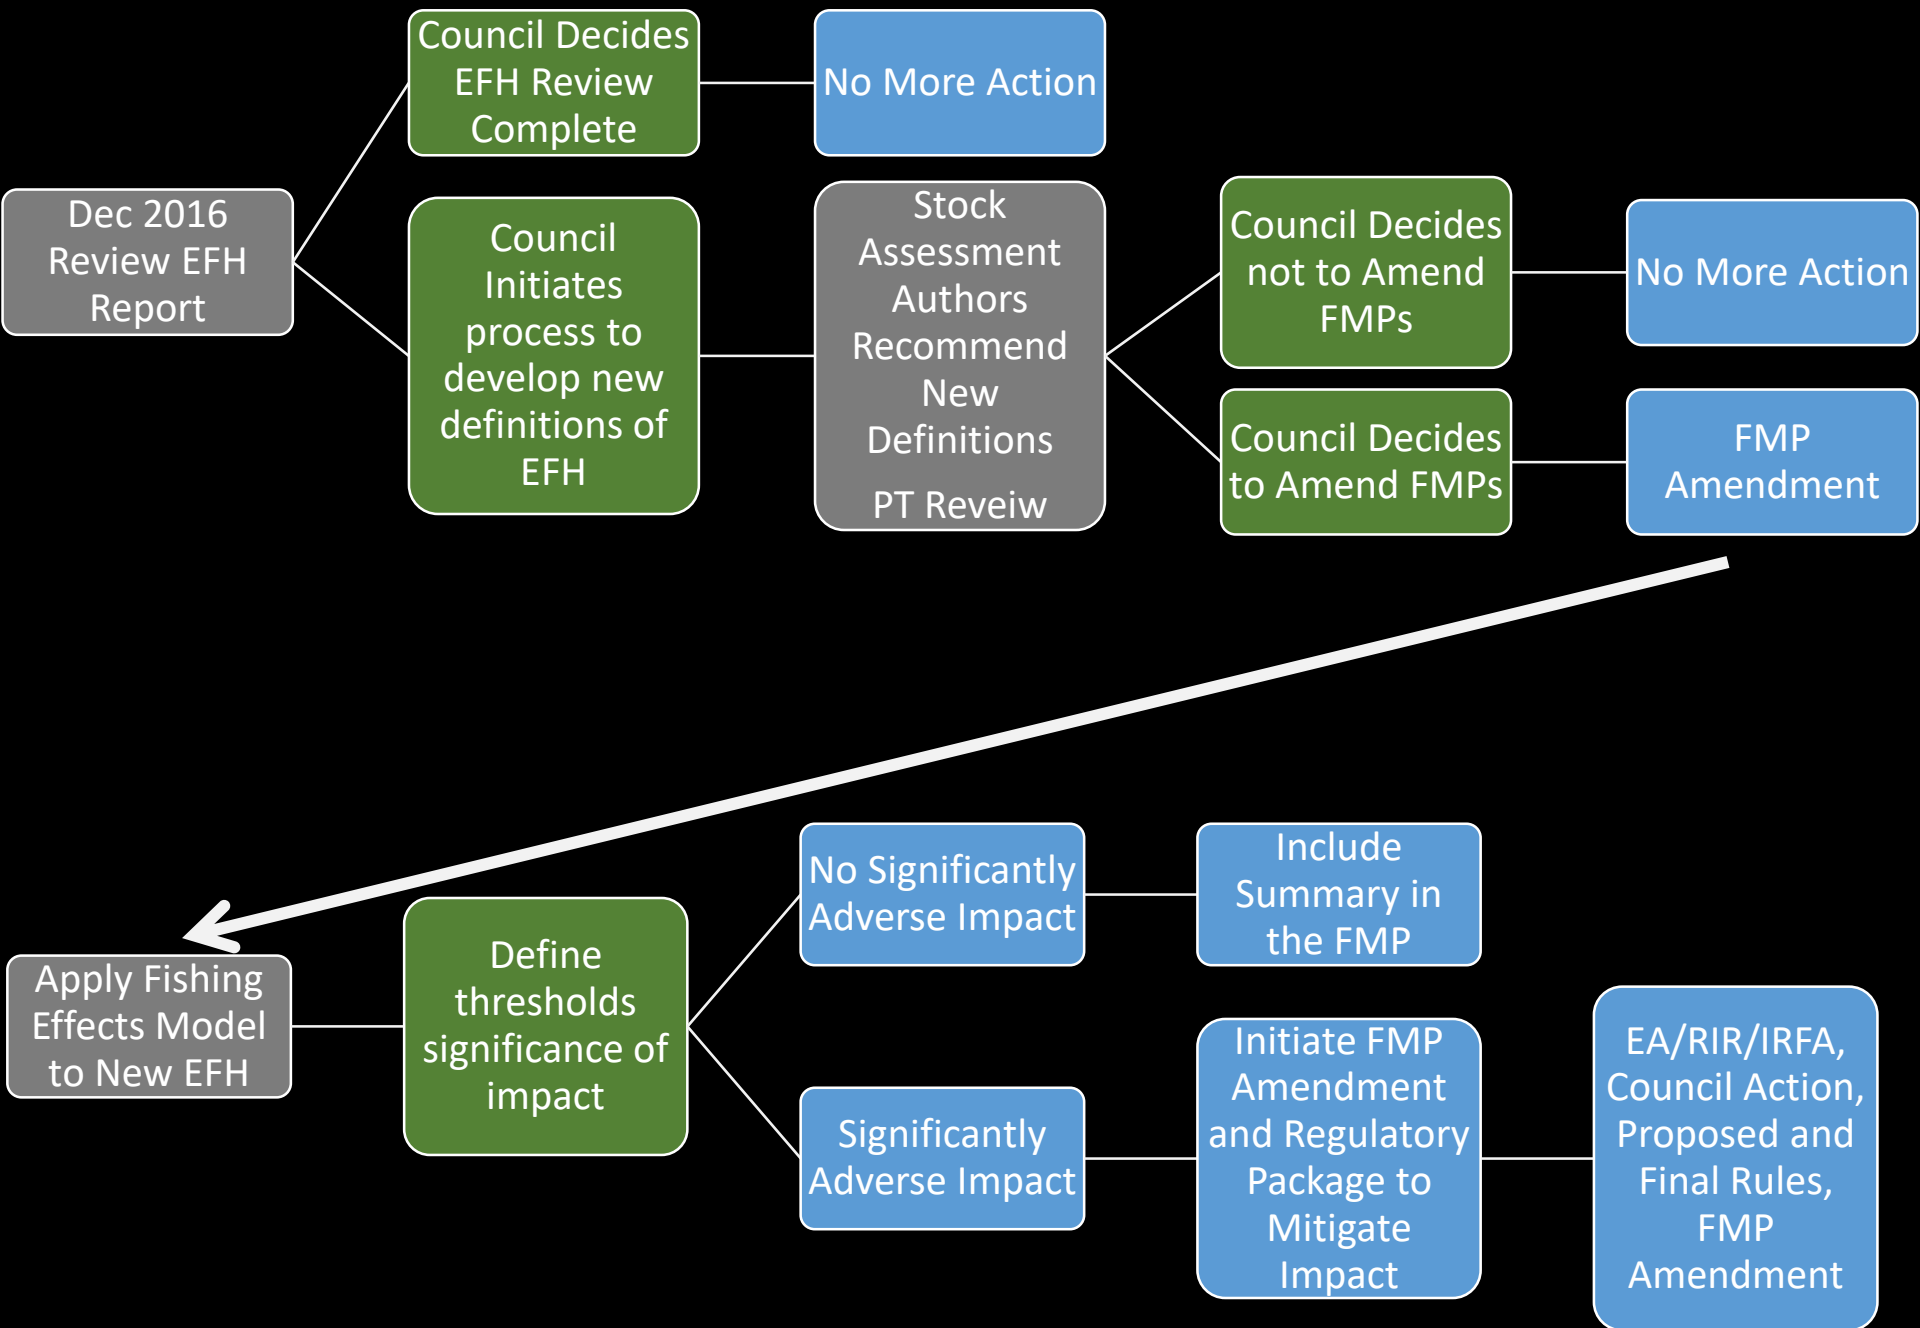 Council Decides
EFH Review
Complete
No More Action
Dec 2016
Review EFH
Report
Council
Initiates
process to
develop new
definitions of
EFH
Stock
Assessment
Authors
Recommend
New
Definitions
PT Reveiw
Council Decides
not to Amend
FMPs
No More Action
Council Decides
to Amend FMPs
FMP
Amendment
Apply Fishing
Effects Model
to New EFH
Define
thresholds
significance of
impact
No Significantly
Adverse Impact
Include
Summary in
the FMP
Significantly
Adverse Impact
Initiate FMP
Amendment
and Regulatory
Package to
Mitigate
Impact
EA/RIR/IRFA,
Council Action,
Proposed and
Final Rules,
FMP
Amendment